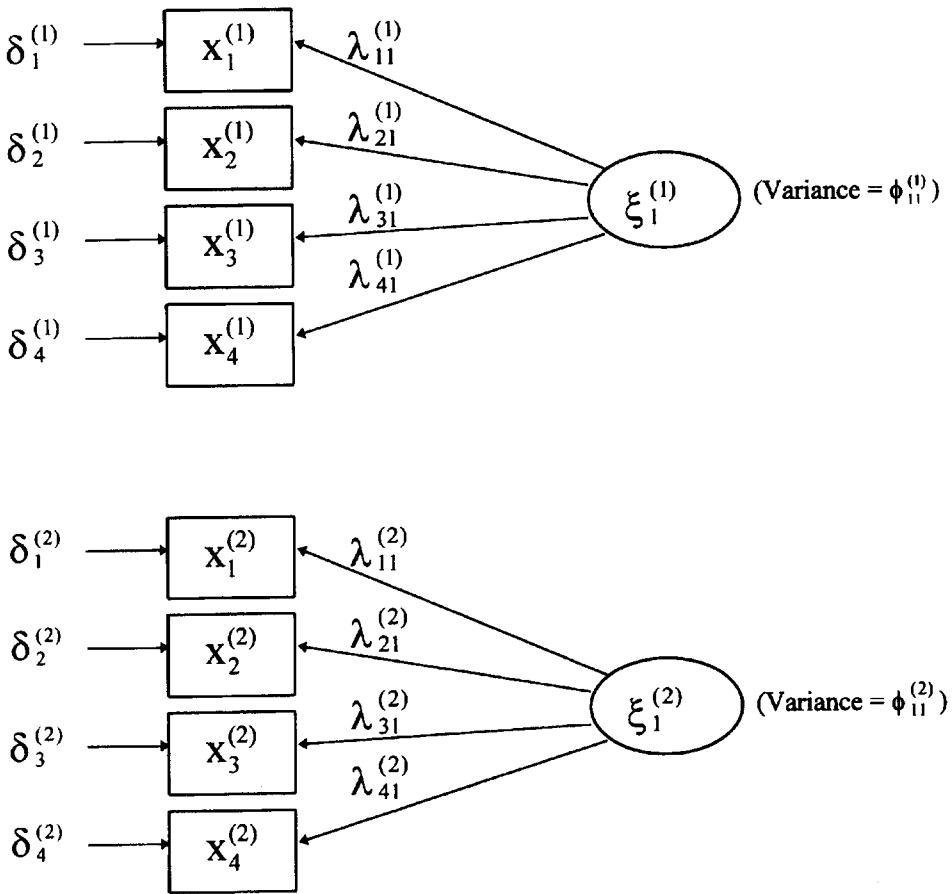 δ₁⁽¹⁾ x₁⁽¹⁾ λ₁₁⁽¹⁾
δ₂⁽¹⁾ x₂⁽¹⁾ λ₂₁⁽¹⁾
ξ₁⁽¹⁾ (Variance = ϕ₁₁⁽¹⁾)
δ₃⁽¹⁾ x₃⁽¹⁾ λ₃₁⁽¹⁾
δ₄⁽¹⁾ x₄⁽¹⁾ λ₄₁⁽¹⁾
δ₁⁽²⁾ x₁⁽²⁾ λ₁₁⁽²⁾
δ₂⁽²⁾ x₂⁽²⁾ λ₂₁⁽²⁾
ξ₁⁽²⁾ (Variance = ϕ₁₁⁽²⁾)
δ₃⁽²⁾ x₃⁽²⁾ λ₃₁⁽²⁾
δ₄⁽²⁾ x₄⁽²⁾ λ₄₁⁽²⁾